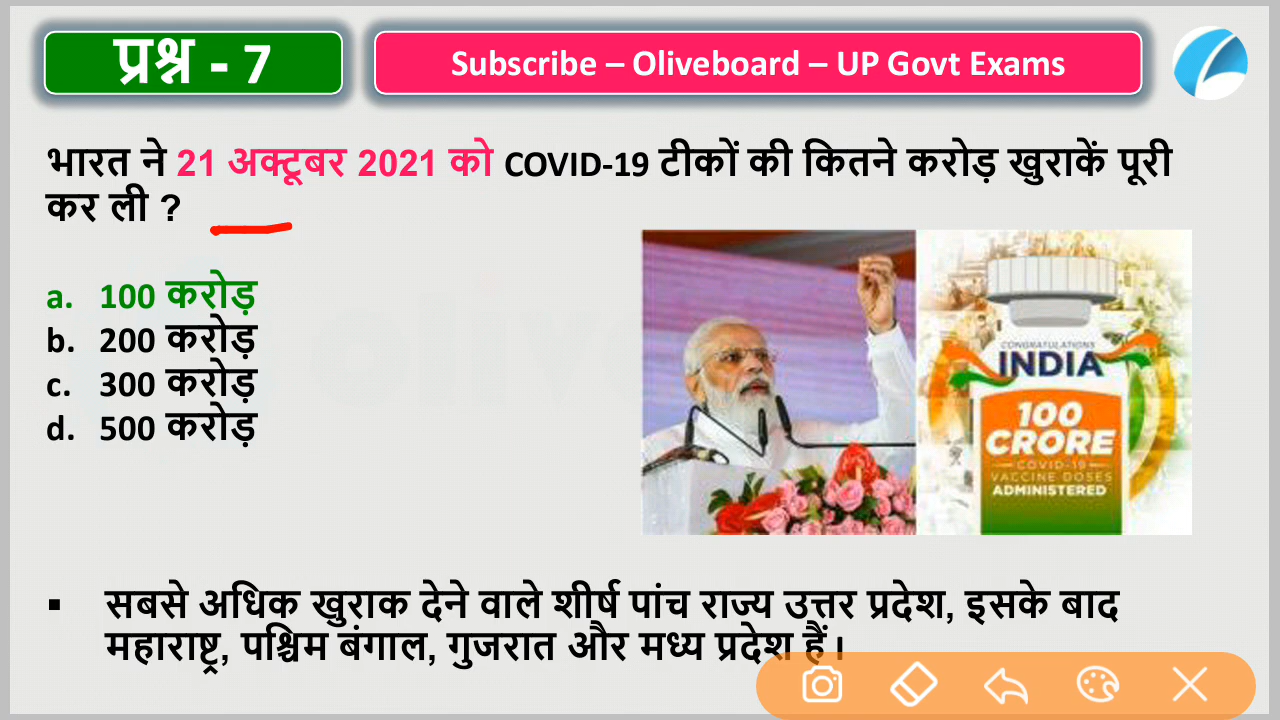 प्रश्न - 7
Subscribe – Oliveboard – UP Govt Exams
भारत ने 21 अक्टूबर 2021 को COVID-19 टीकों की कितने करोड़ खुराकें पूरी
कर ली ?
a. 100 करोड़
b. 200 करोड़
c. 300 करोड़
d. 500 करोड़
CONGRATULATIONS
INDIA
100
CRORE
COVID-19
VACCINE DOSES
ADMINISTERED
▪ सबसे अधिक खुराक देने वाले शीर्ष पांच राज्य उत्तर प्रदेश, इसके बाद
महाराष्ट्र, पश्चिम बंगाल, गुजरात और मध्य प्रदेश हैं।